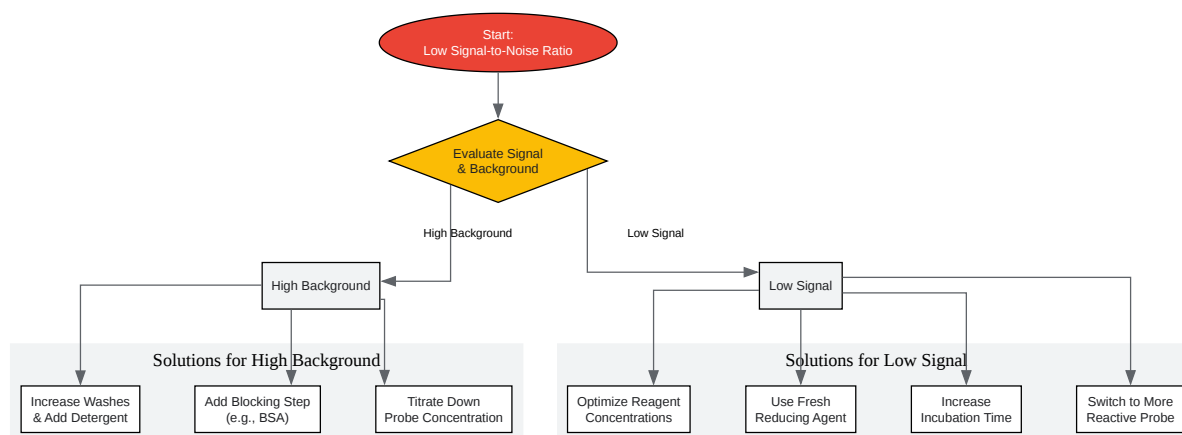 Start:
Low Signal-to-Noise Ratio
Evaluate Signal
& Background
High Background
Low Signal
High Background
Low Signal
Solutions for High Background
Solutions for Low Signal
Increase Washes
& Add Detergent
Add Blocking Step
(e.g., BSA)
Titrate Down
Probe Concentration
Optimize Reagent
Concentrations
Use Fresh
Reducing Agent
Increase
Incubation Time
Switch to More
Reactive Probe